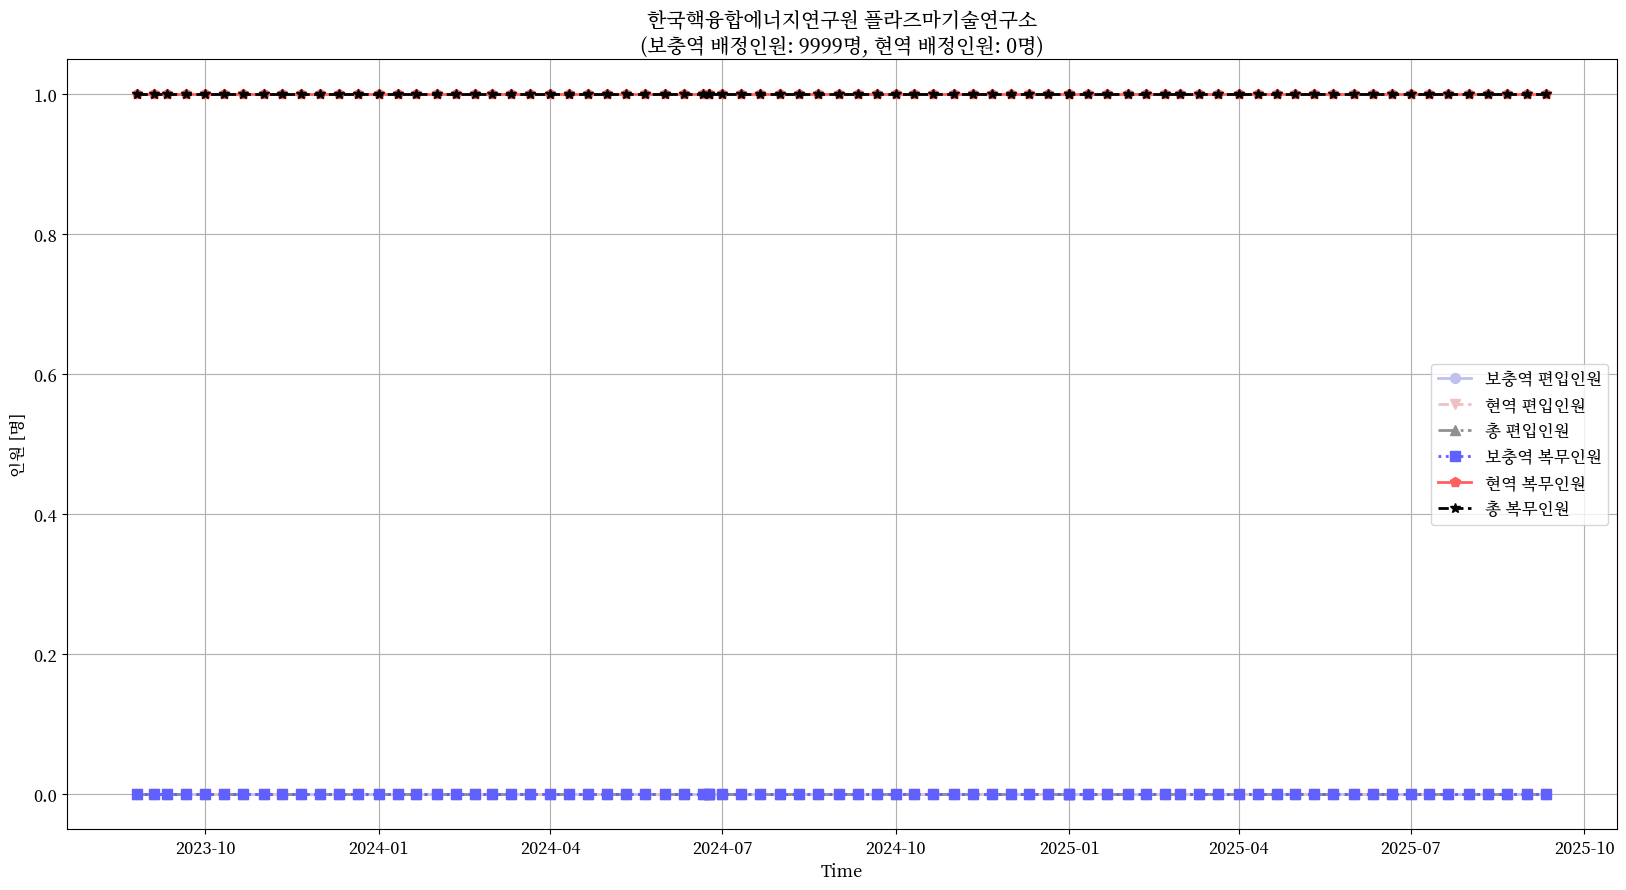 한국핵융합에너지연구원 플라즈마기술연구소
(보충역 배정인원: 9999명, 현역 배정인원: 0명)
1.0
0.8
0.6
0.4
0.2
0.0
인원 [명]
보충역 편입인원
현역 편입인원
총 편입인원
보충역 복무인원
현역 복무인원
총 복무인원
2023-10
2024-01
2024-04
2024-07
2024-10
2025-01
2025-04
2025-07
2025-10
Time